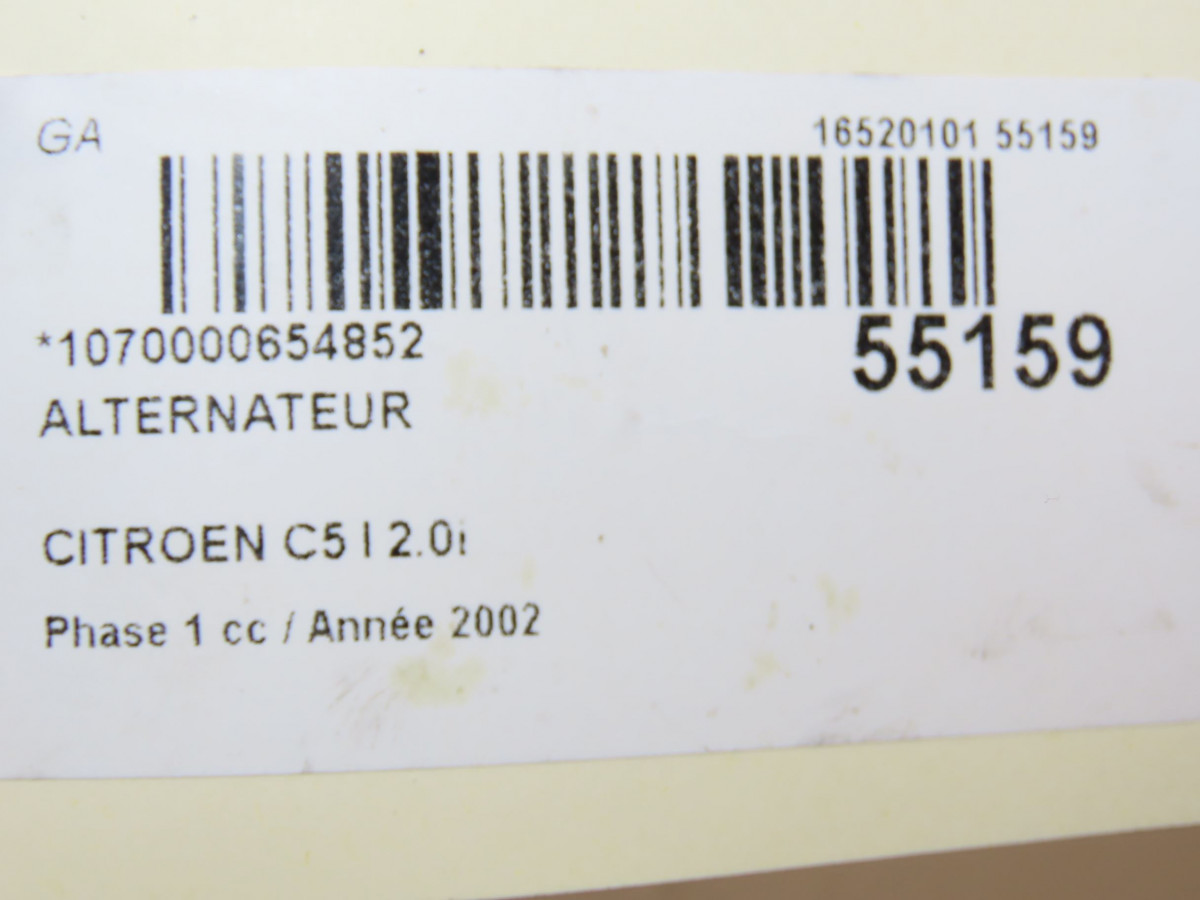 GA
16520101 55159
*1070000654852
55159
ALTERNATEUR
CITROEN C5 I 2.0i
Phase 1 cc / Année 2002